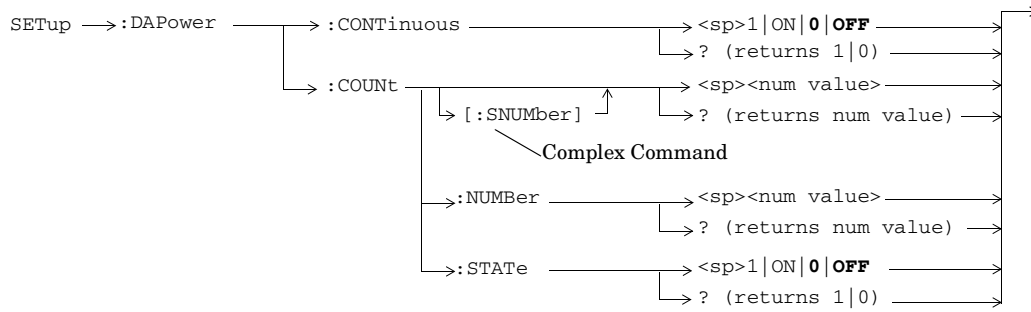 SETup :DAPower :CONTinuous <sp>1|ON|0|OFF
? (returns 1|0)
:COUNt <sp><num value>
[:SNUMber] ? (returns num value)
Complex Command
:NUMBer <sp><num value>
? (returns num value)
:STATe <sp>1|ON|0|OFF
? (returns 1|0)